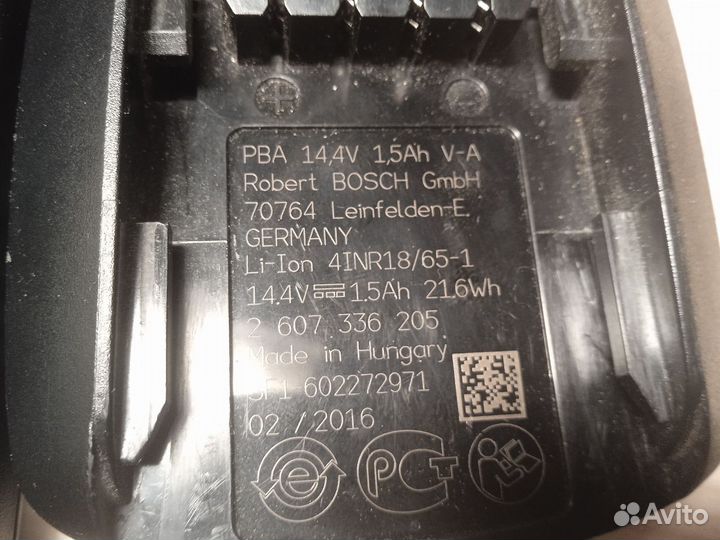 PBA 14,4V 1,5Ah V-A
Robert BOSCH GmbH
70764 Leinfelden-E.
GERMANY
Li-Ion 4INR18/65-1
14.4V 1.5Ah 21.6Wh
2 607 336 205
Made in Hungary
602272971
02 / 2016
e PCT
Avito